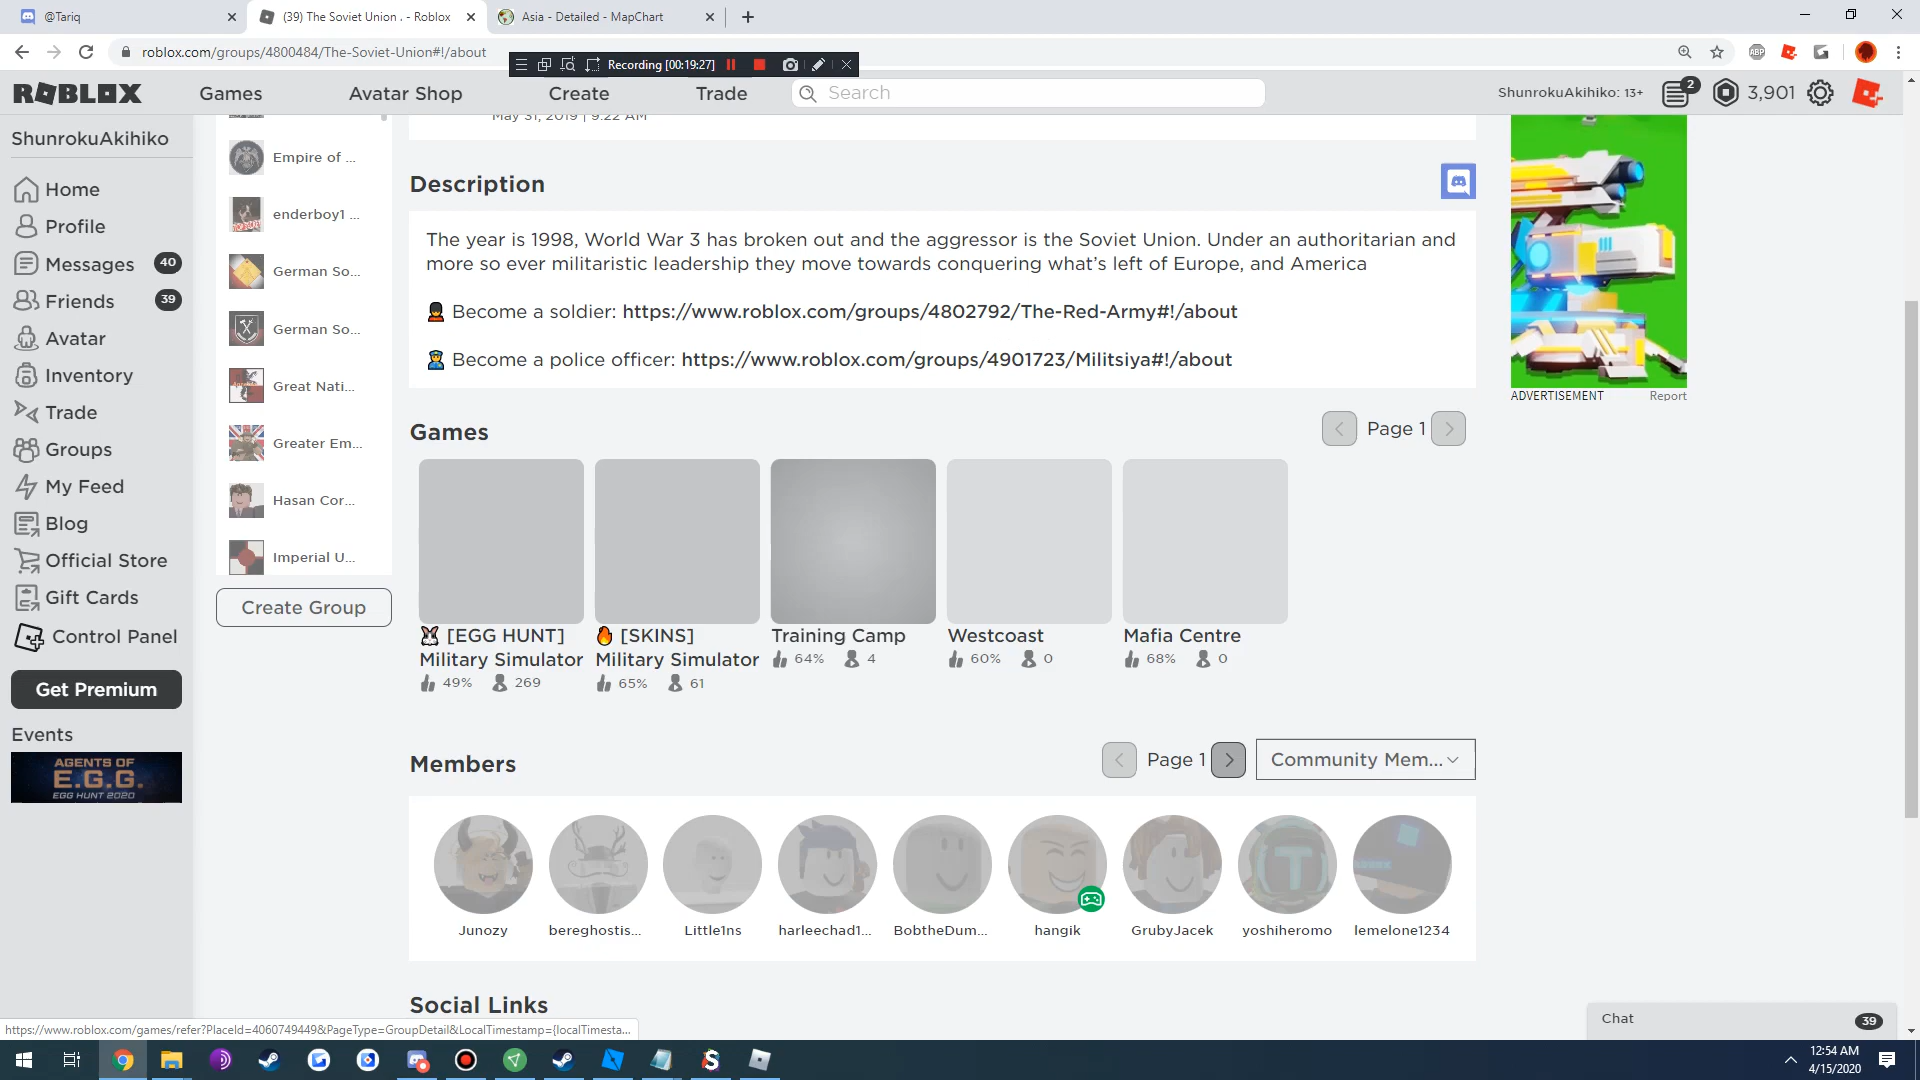 @Tariq
(39) The Soviet Union . - Roblox
Asia - Detailed - MapChart
roblox.com/groups/4800484/The-Soviet-Union#!/about
ABP
Recording [00:19:27]
ROBLOX
Games
Avatar Shop
Create
Trade
Search
ShunrokuAkihiko: 13+
2
3,901
ShunrokuAkihiko
Home
Profile
Messages
40
Friends
39
Avatar
Inventory
Trade
Groups
My Feed
Blog
Official Store
Gift Cards
Control Panel
Get Premium
Events
AGENTS OF
E.G.G.
EGG HUNT 2020
Empire of ...
enderboy1 ...
German So...
German So...
Great Nati...
Greater Em...
Hasan Cor...
Imperial U...
Create Group
May 31, 2019 | 9:22 AM
Description
The year is 1998, World War 3 has broken out and the aggressor is the Soviet Union. Under an authoritarian and
more so ever militaristic leadership they move towards conquering what's left of Europe, and America
Become a soldier: https://www.roblox.com/groups/4802792/The-Red-Army#!/about
Become a police officer: https://www.roblox.com/groups/4901723/Militsiya#!/about
ADVERTISEMENT
Report
Games
Page 1
[EGG HUNT]
Military Simulator
49%
269
[SKINS]
Military Simulator
65%
61
Training Camp
64%
4
Westcoast
60%
0
Mafia Centre
68%
0
Members
Page 1
Community Mem...
Junozy
bereghostis...
Little1ns
harleechad1...
BobtheDum...
hangik
GrubyJacek
yoshiheromo
lemelone1234
Social Links
Chat
39
https://www.roblox.com/games/refer?PlaceId=4060749449&PageType=GroupDetail&LocalTimestamp={localTimesta...
12:54 AM
4/15/2020